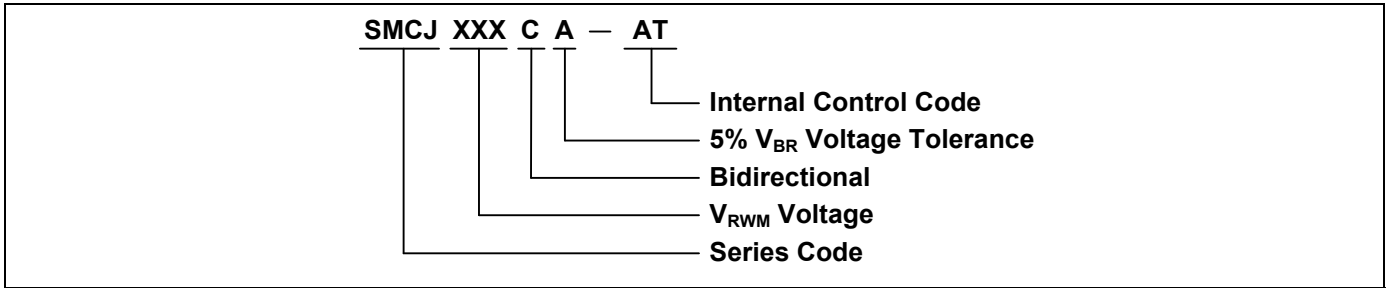 SMCJ XXX C A — AT
Internal Control Code
5% VBR Voltage Tolerance
Bidirectional
VRWM Voltage
Series Code